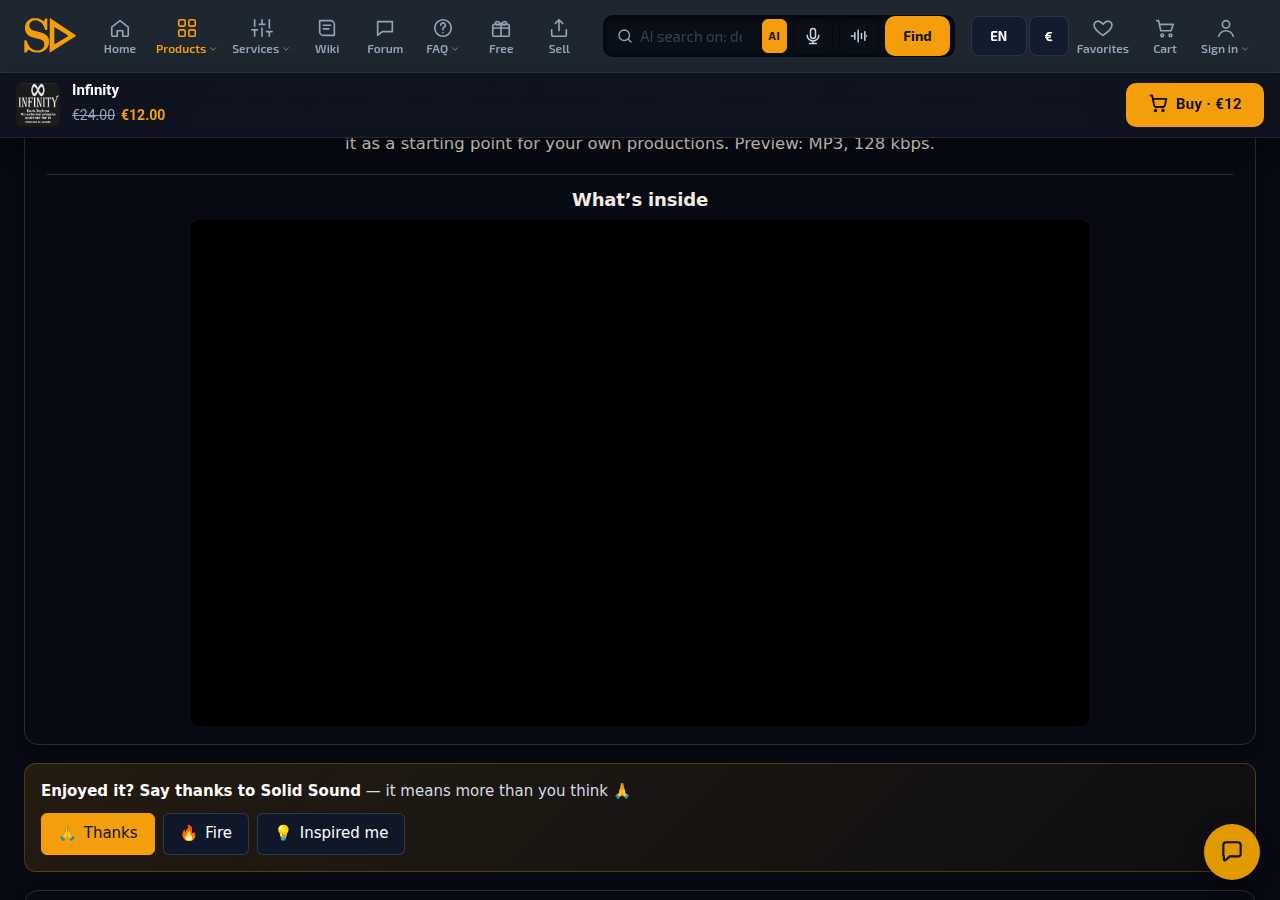 SD
Home
Products
Services
Wiki
Forum
FAQ
Free
Sell
AI search on: d
AI
Find
EN
€
Favorites
Cart
Sign in
INFINITY
Infinity
€24.00 €12.00
Buy · €12
it as a starting point for your own productions. Preview: MP3, 128 kbps.
What’s inside
Enjoyed it? Say thanks to Solid Sound — it means more than you think 🙏
🙏 Thanks
🔥 Fire
💡 Inspired me